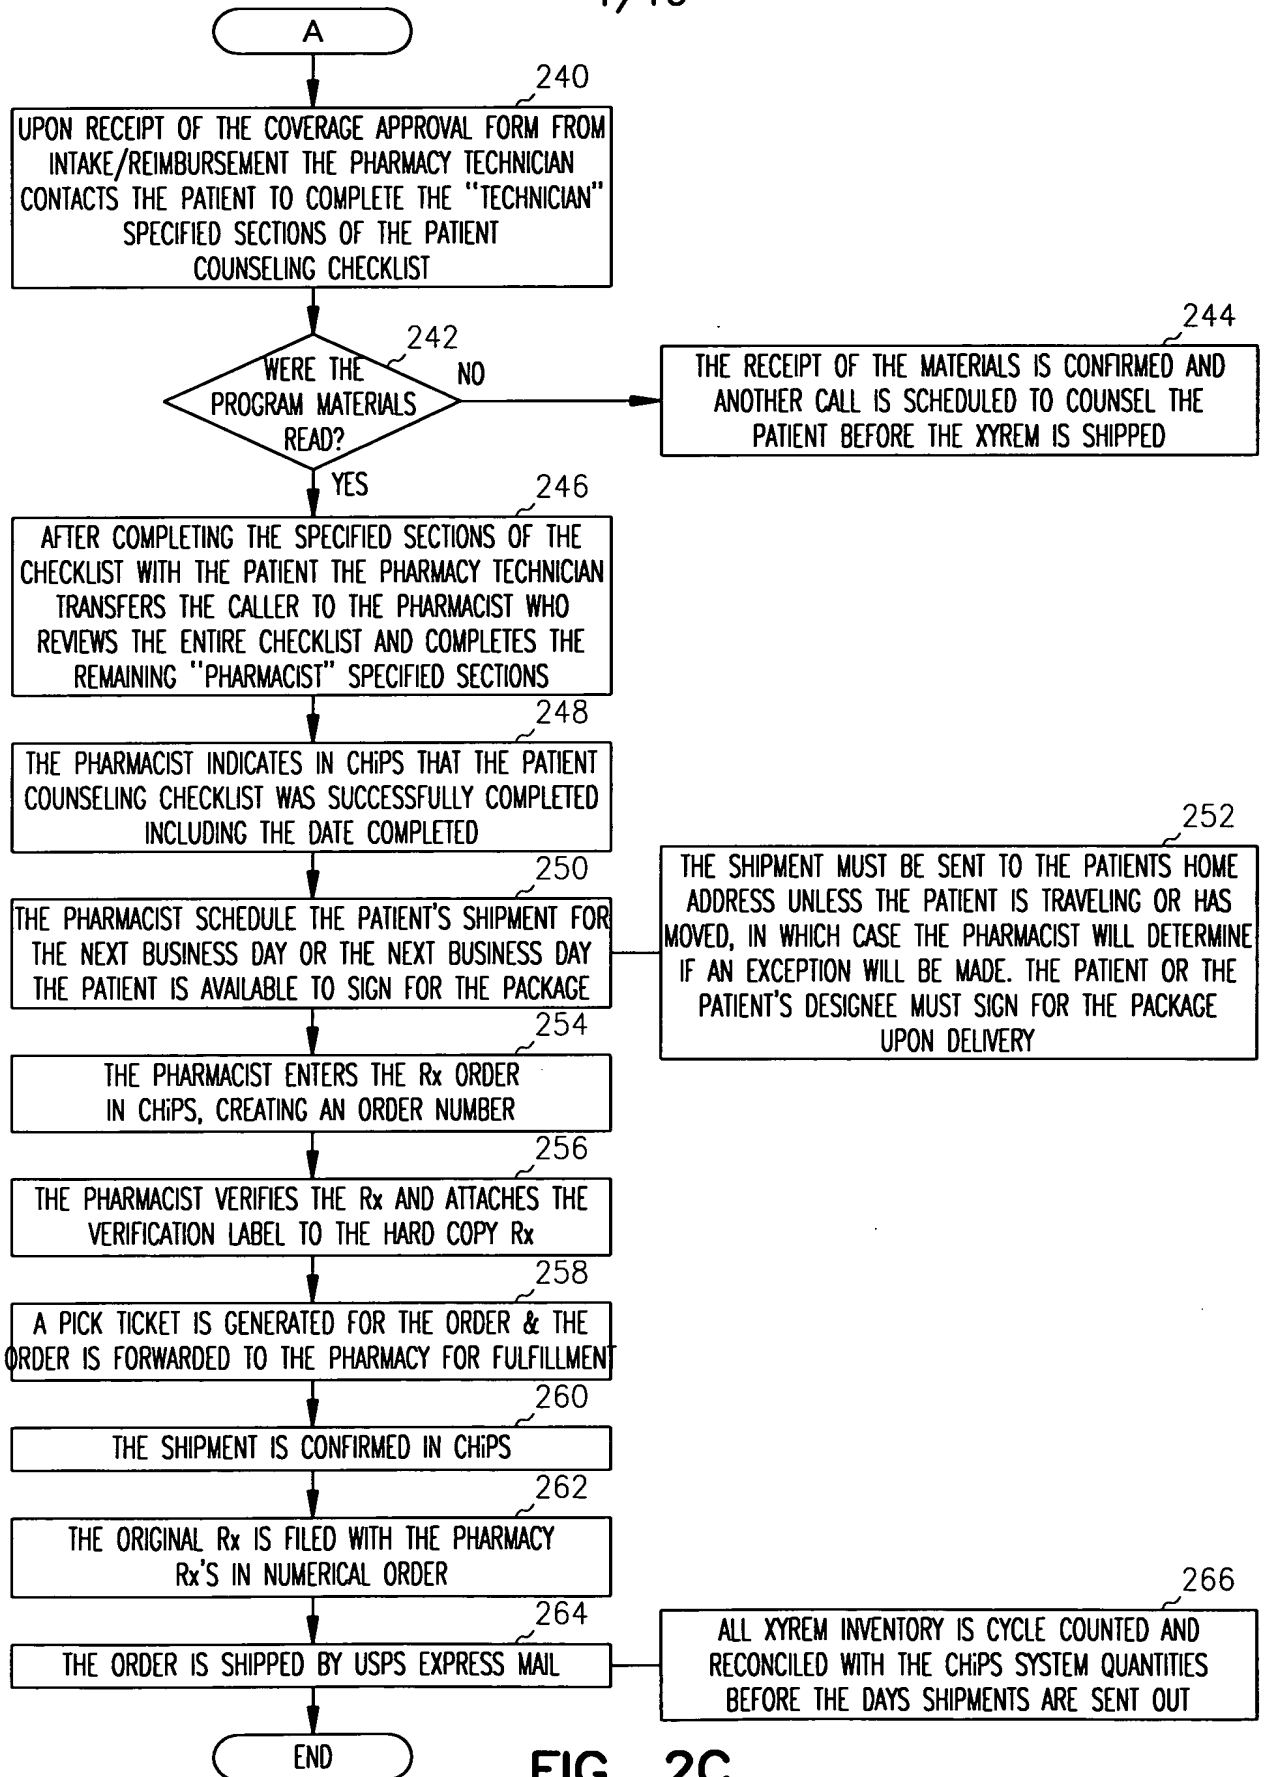 A
240
UPON RECEIPT OF THE COVERAGE APPROVAL FORM FROM
INTAKE/REIMBURSEMENT THE PHARMACY TECHNICIAN
CONTACTS THE PATIENT TO COMPLETE THE "TECHNICIAN"
SPECIFIED SECTIONS OF THE PATIENT
COUNSELING CHECKLIST
242
WERE THE
PROGRAM MATERIALS
READ?
NO
244
THE RECEIPT OF THE MATERIALS IS CONFIRMED AND
ANOTHER CALL IS SCHEDULED TO COUNSEL THE
PATIENT BEFORE THE XYREM IS SHIPPED
YES
246
AFTER COMPLETING THE SPECIFIED SECTIONS OF THE
CHECKLIST WITH THE PATIENT THE PHARMACY TECHNICIAN
TRANSFERS THE CALLER TO THE PHARMACIST WHO
REVIEWS THE ENTIRE CHECKLIST AND COMPLETES THE
REMAINING "PHARMACIST" SPECIFIED SECTIONS
248
THE PHARMACIST INDICATES IN CHiPS THAT THE PATIENT
COUNSELING CHECKLIST WAS SUCCESSFULLY COMPLETED
INCLUDING THE DATE COMPLETED
250
THE PHARMACIST SCHEDULE THE PATIENT'S SHIPMENT FOR
THE NEXT BUSINESS DAY OR THE NEXT BUSINESS DAY
THE PATIENT IS AVAILABLE TO SIGN FOR THE PACKAGE
252
THE SHIPMENT MUST BE SENT TO THE PATIENTS HOME
ADDRESS UNLESS THE PATIENT IS TRAVELING OR HAS
MOVED, IN WHICH CASE THE PHARMACIST WILL DETERMINE
IF AN EXCEPTION WILL BE MADE. THE PATIENT OR THE
PATIENT'S DESIGNEE MUST SIGN FOR THE PACKAGE
UPON DELIVERY
254
THE PHARMACIST ENTERS THE Rx ORDER
IN CHiPS, CREATING AN ORDER NUMBER
256
THE PHARMACIST VERIFIES THE Rx AND ATTACHES THE
VERIFICATION LABEL TO THE HARD COPY Rx
258
A PICK TICKET IS GENERATED FOR THE ORDER & THE
ORDER IS FORWARDED TO THE PHARMACY FOR FULFILLMENT
260
THE SHIPMENT IS CONFIRMED IN CHiPS
262
THE ORIGINAL Rx IS FILED WITH THE PHARMACY
Rx'S IN NUMERICAL ORDER
264
THE ORDER IS SHIPPED BY USPS EXPRESS MAIL
266
ALL XYREM INVENTORY IS CYCLE COUNTED AND
RECONCILED WITH THE CHiPS SYSTEM QUANTITIES
BEFORE THE DAYS SHIPMENTS ARE SENT OUT
END
FIG. 2C